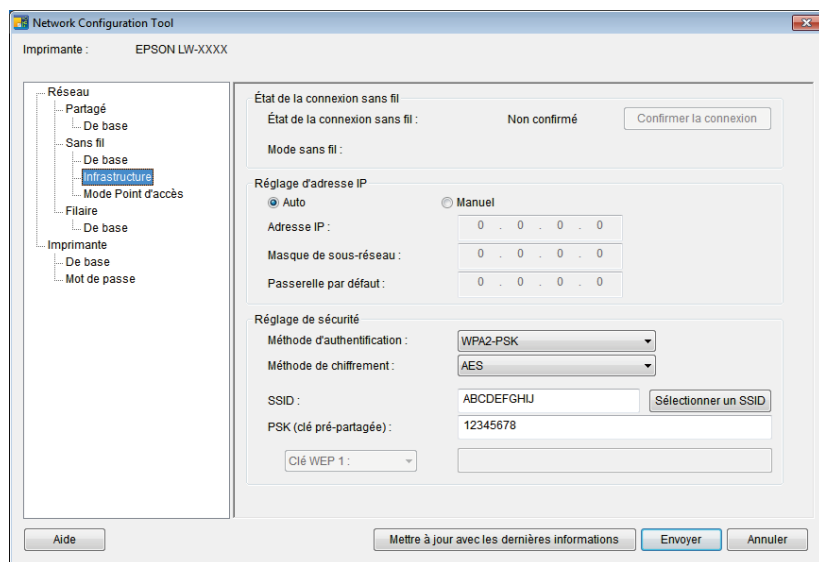 Network Configuration Tool
Imprimante : EPSON LW-XXXX
Réseau
Partagé
De base
Sans fil
De base
Infrastructure
Mode Point d'accès
Filaire
De base
Imprimante
De base
Mot de passe
État de la connexion sans fil
État de la connexion sans fil : Non confirmé Confirmer la connexion
Mode sans fil :
Réglage d'adresse IP
Auto Manuel
Adresse IP : 0 . 0 . 0 . 0
Masque de sous-réseau : 0 . 0 . 0 . 0
Passerelle par défaut : 0 . 0 . 0 . 0
Réglage de sécurité
Méthode d'authentification : WPA2-PSK
Méthode de chiffrement : AES
SSID : ABCDEFGHIJ Sélectionner un SSID
PSK (clé pré-partagée) : 12345678
Clé WEP 1 :
Aide Mettre à jour avec les dernières informations Envoyer Annuler